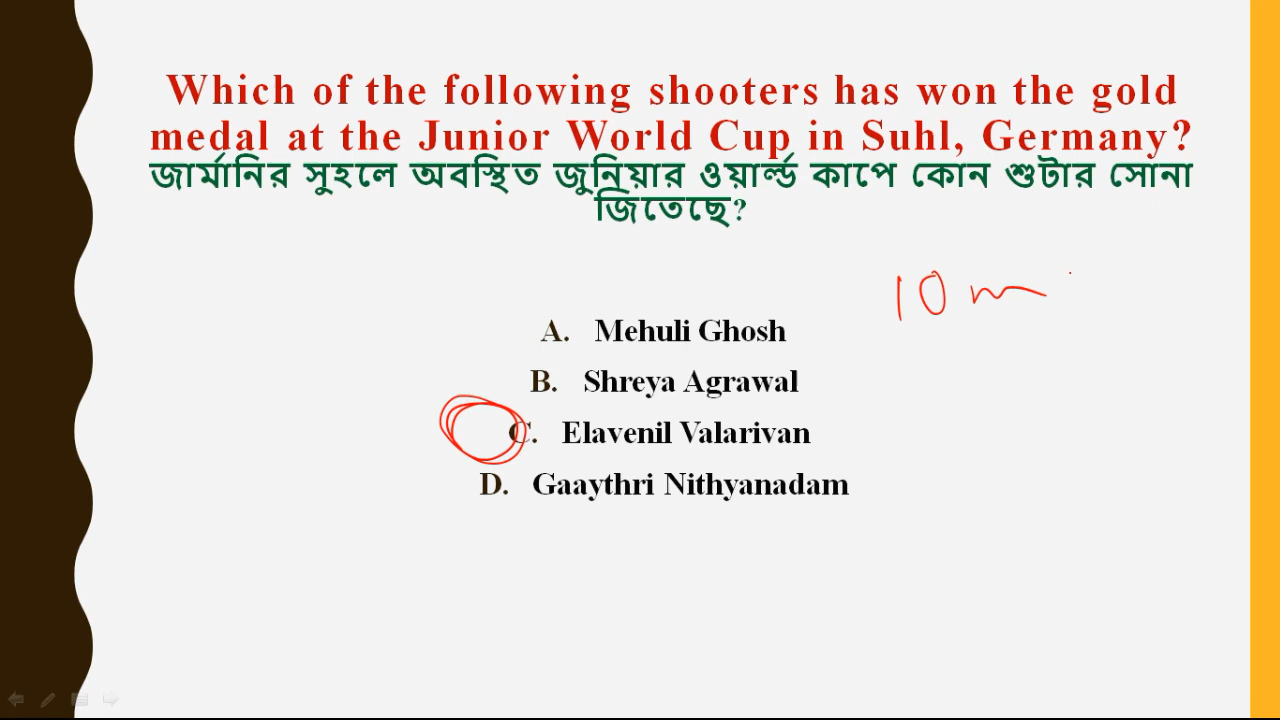 Which of the following shooters has won the gold
medal at the Junior World Cup in Suhl, Germany?
জার্মানির সুহলে অবস্থিত জুনিয়ার ওয়ার্ল্ড কাপে কোন শুটার সোনা
জিতেছে?
10 m
A. Mehuli Ghosh
B. Shreya Agrawal
C. Elavenil Valarivan
D. Gaaythri Nithyanadam